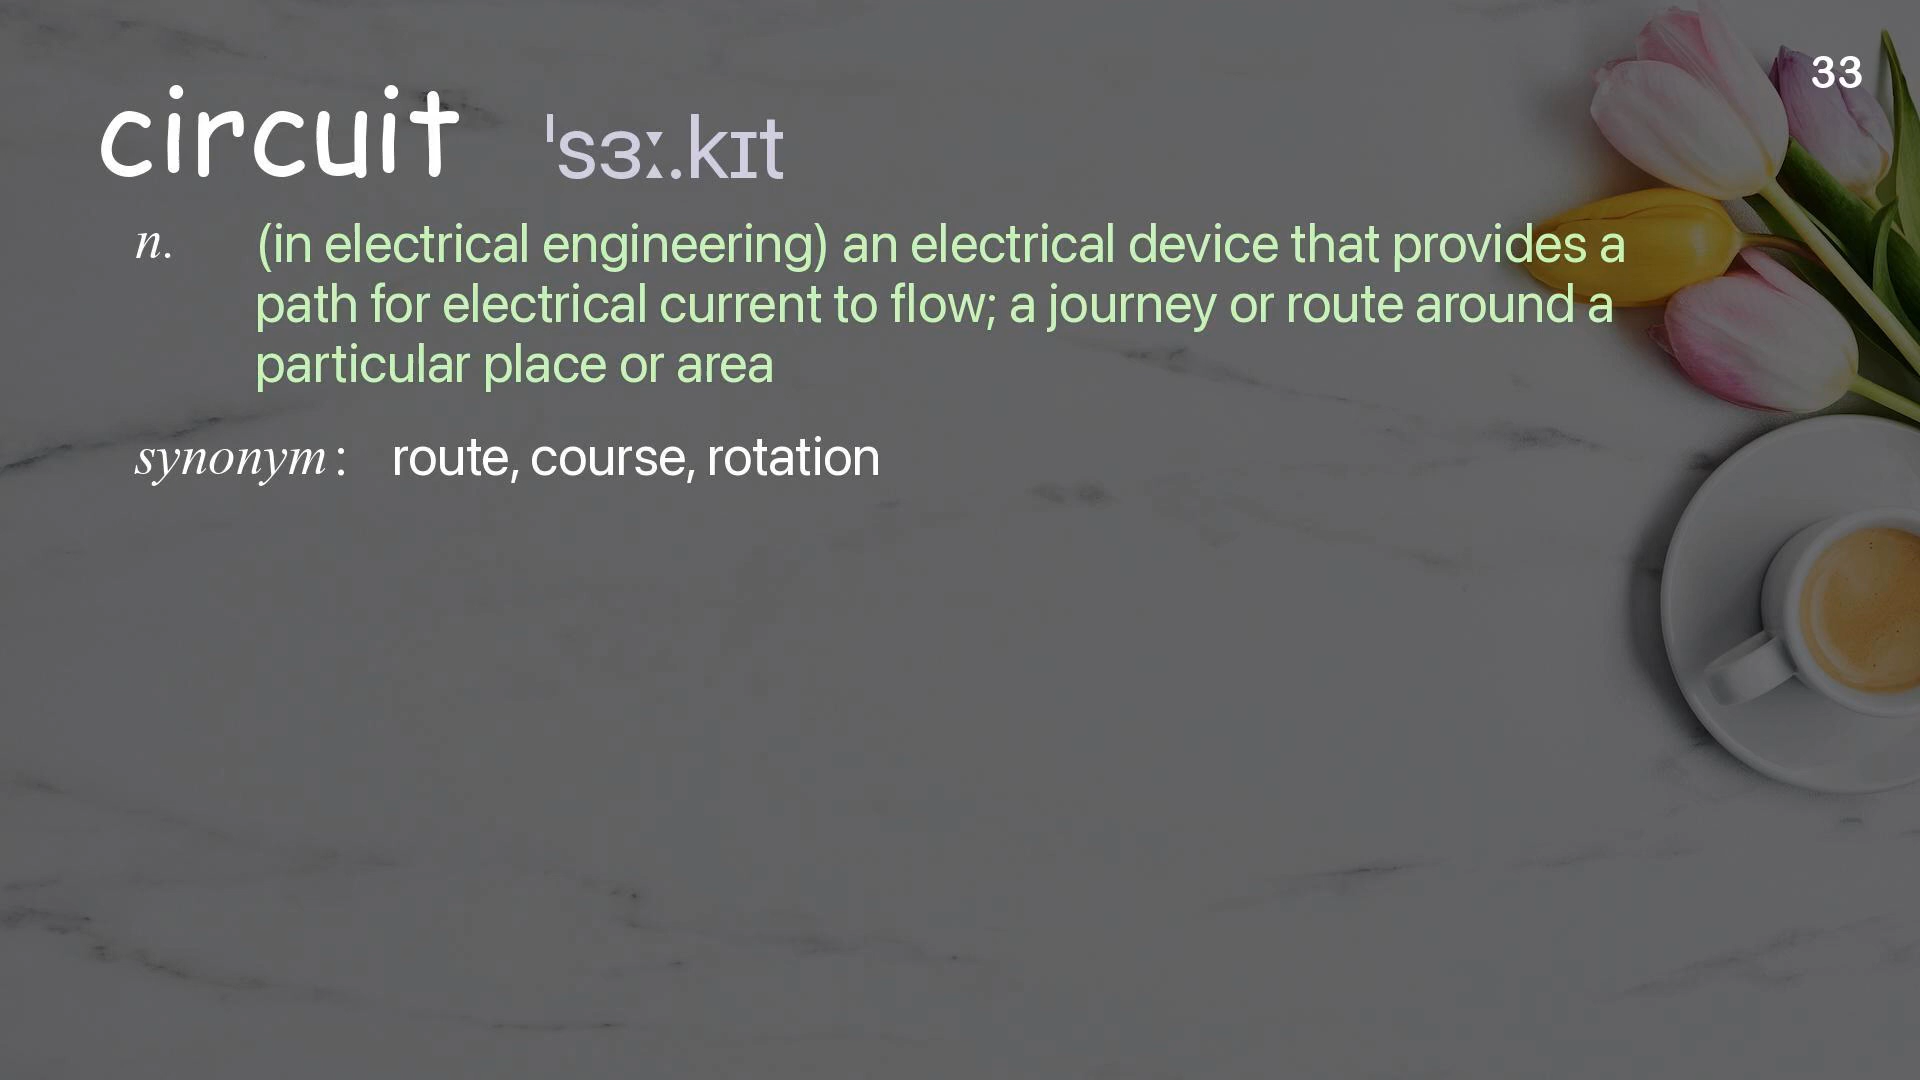 33
circuit ˈsɜː.kɪt
n. (in electrical engineering) an electrical device that provides a
path for electrical current to flow; a journey or route around a
particular place or area
synonym : route, course, rotation